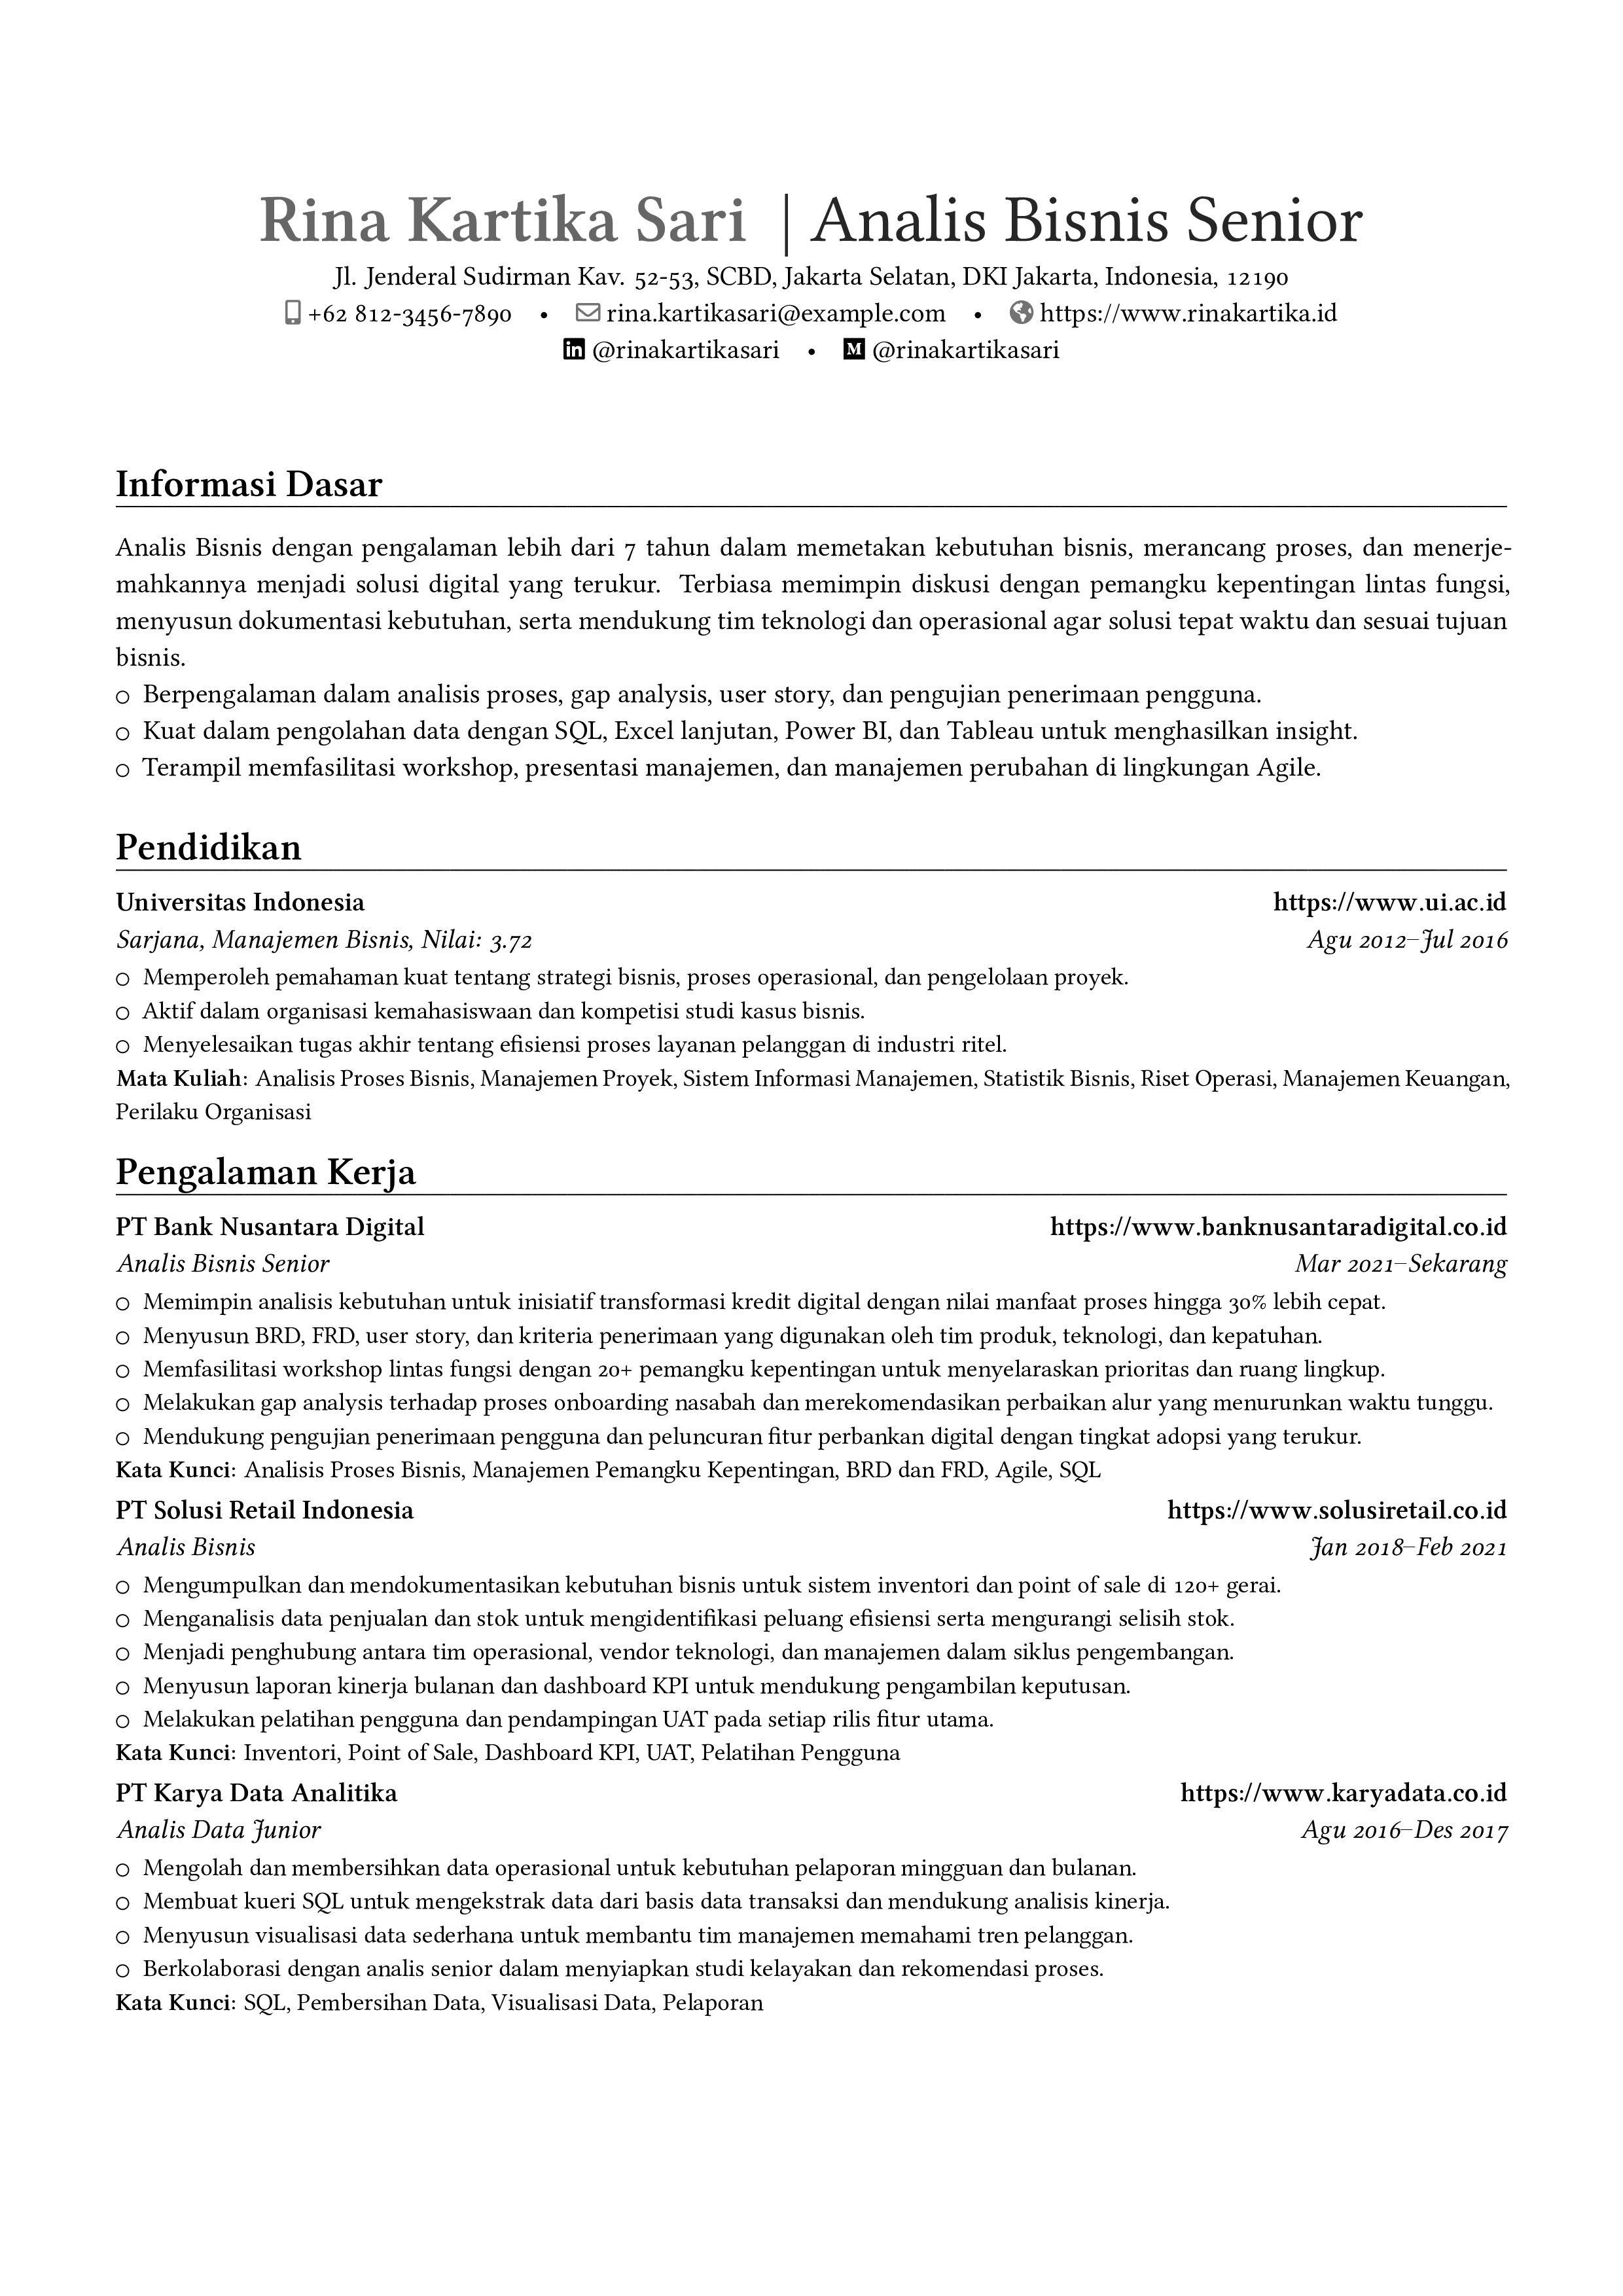 Rina Kartika Sari | Analis Bisnis Senior
Jl. Jenderal Sudirman Kav. 52-53, SCBD, Jakarta Selatan, DKI Jakarta, Indonesia, 12190
+62 812-3456-7890 • rina.kartikasari@example.com • https://www.rinakartika.id
@rinakartikasari • @rinakartikasari
Informasi Dasar
Analis Bisnis dengan pengalaman lebih dari 7 tahun dalam memetakan kebutuhan bisnis, merancang proses, dan menerje-
mahkannya menjadi solusi digital yang terukur. Terbiasa memimpin diskusi dengan pemangku kepentingan lintas fungsi,
menyusun dokumentasi kebutuhan, serta mendukung tim teknologi dan operasional agar solusi tepat waktu dan sesuai tujuan
bisnis.
○ Berpengalaman dalam analisis proses, gap analysis, user story, dan pengujian penerimaan pengguna.
○ Kuat dalam pengolahan data dengan SQL, Excel lanjutan, Power BI, dan Tableau untuk menghasilkan insight.
○ Terampil memfasilitasi workshop, presentasi manajemen, dan manajemen perubahan di lingkungan Agile.
Pendidikan
Universitas Indonesia https://www.ui.ac.id
Sarjana, Manajemen Bisnis, Nilai: 3.72 Agu 2012–Jul 2016
○ Memperoleh pemahaman kuat tentang strategi bisnis, proses operasional, dan pengelolaan proyek.
○ Aktif dalam organisasi kemahasiswaan dan kompetisi studi kasus bisnis.
○ Menyelesaikan tugas akhir tentang efisiensi proses layanan pelanggan di industri ritel.
Mata Kuliah: Analisis Proses Bisnis, Manajemen Proyek, Sistem Informasi Manajemen, Statistik Bisnis, Riset Operasi, Manajemen Keuangan,
Perilaku Organisasi
Pengalaman Kerja
PT Bank Nusantara Digital https://www.banknusantaradigital.co.id
Analis Bisnis Senior Mar 2021–Sekarang
○ Memimpin analisis kebutuhan untuk inisiatif transformasi kredit digital dengan nilai manfaat proses hingga 30% lebih cepat.
○ Menyusun BRD, FRD, user story, dan kriteria penerimaan yang digunakan oleh tim produk, teknologi, dan kepatuhan.
○ Memfasilitasi workshop lintas fungsi dengan 20+ pemangku kepentingan untuk menyelaraskan prioritas dan ruang lingkup.
○ Melakukan gap analysis terhadap proses onboarding nasabah dan merekomendasikan perbaikan alur yang menurunkan waktu tunggu.
○ Mendukung pengujian penerimaan pengguna dan peluncuran fitur perbankan digital dengan tingkat adopsi yang terukur.
Kata Kunci: Analisis Proses Bisnis, Manajemen Pemangku Kepentingan, BRD dan FRD, Agile, SQL
PT Solusi Retail Indonesia https://www.solusiretail.co.id
Analis Bisnis Jan 2018–Feb 2021
○ Mengumpulkan dan mendokumentasikan kebutuhan bisnis untuk sistem inventori dan point of sale di 120+ gerai.
○ Menganalisis data penjualan dan stok untuk mengidentifikasi peluang efisiensi serta mengurangi selisih stok.
○ Menjadi penghubung antara tim operasional, vendor teknologi, dan manajemen dalam siklus pengembangan.
○ Menyusun laporan kinerja bulanan dan dashboard KPI untuk mendukung pengambilan keputusan.
○ Melakukan pelatihan pengguna dan pendampingan UAT pada setiap rilis fitur utama.
Kata Kunci: Inventori, Point of Sale, Dashboard KPI, UAT, Pelatihan Pengguna
PT Karya Data Analitika https://www.karyadata.co.id
Analis Data Junior Agu 2016–Des 2017
○ Mengolah dan membersihkan data operasional untuk kebutuhan pelaporan mingguan dan bulanan.
○ Membuat kueri SQL untuk mengekstrak data dari basis data transaksi dan mendukung analisis kinerja.
○ Menyusun visualisasi data sederhana untuk membantu tim manajemen memahami tren pelanggan.
○ Berkolaborasi dengan analis senior dalam menyiapkan studi kelayakan dan rekomendasi proses.
Kata Kunci: SQL, Pembersihan Data, Visualisasi Data, Pelaporan